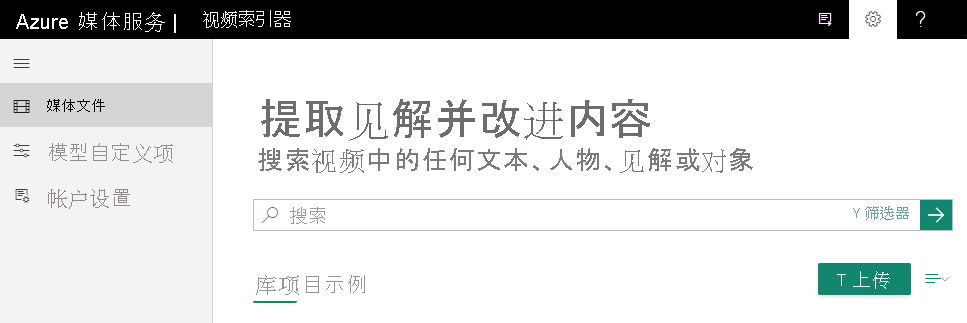 Azure 媒体服务 | 视频索引器
?
媒体文件
模型自定义项
帐户设置
提取见解并改进内容
搜索视频中的任何文本、人物、见解或对象
搜索 Y 筛选器
库项目示例
T 上传